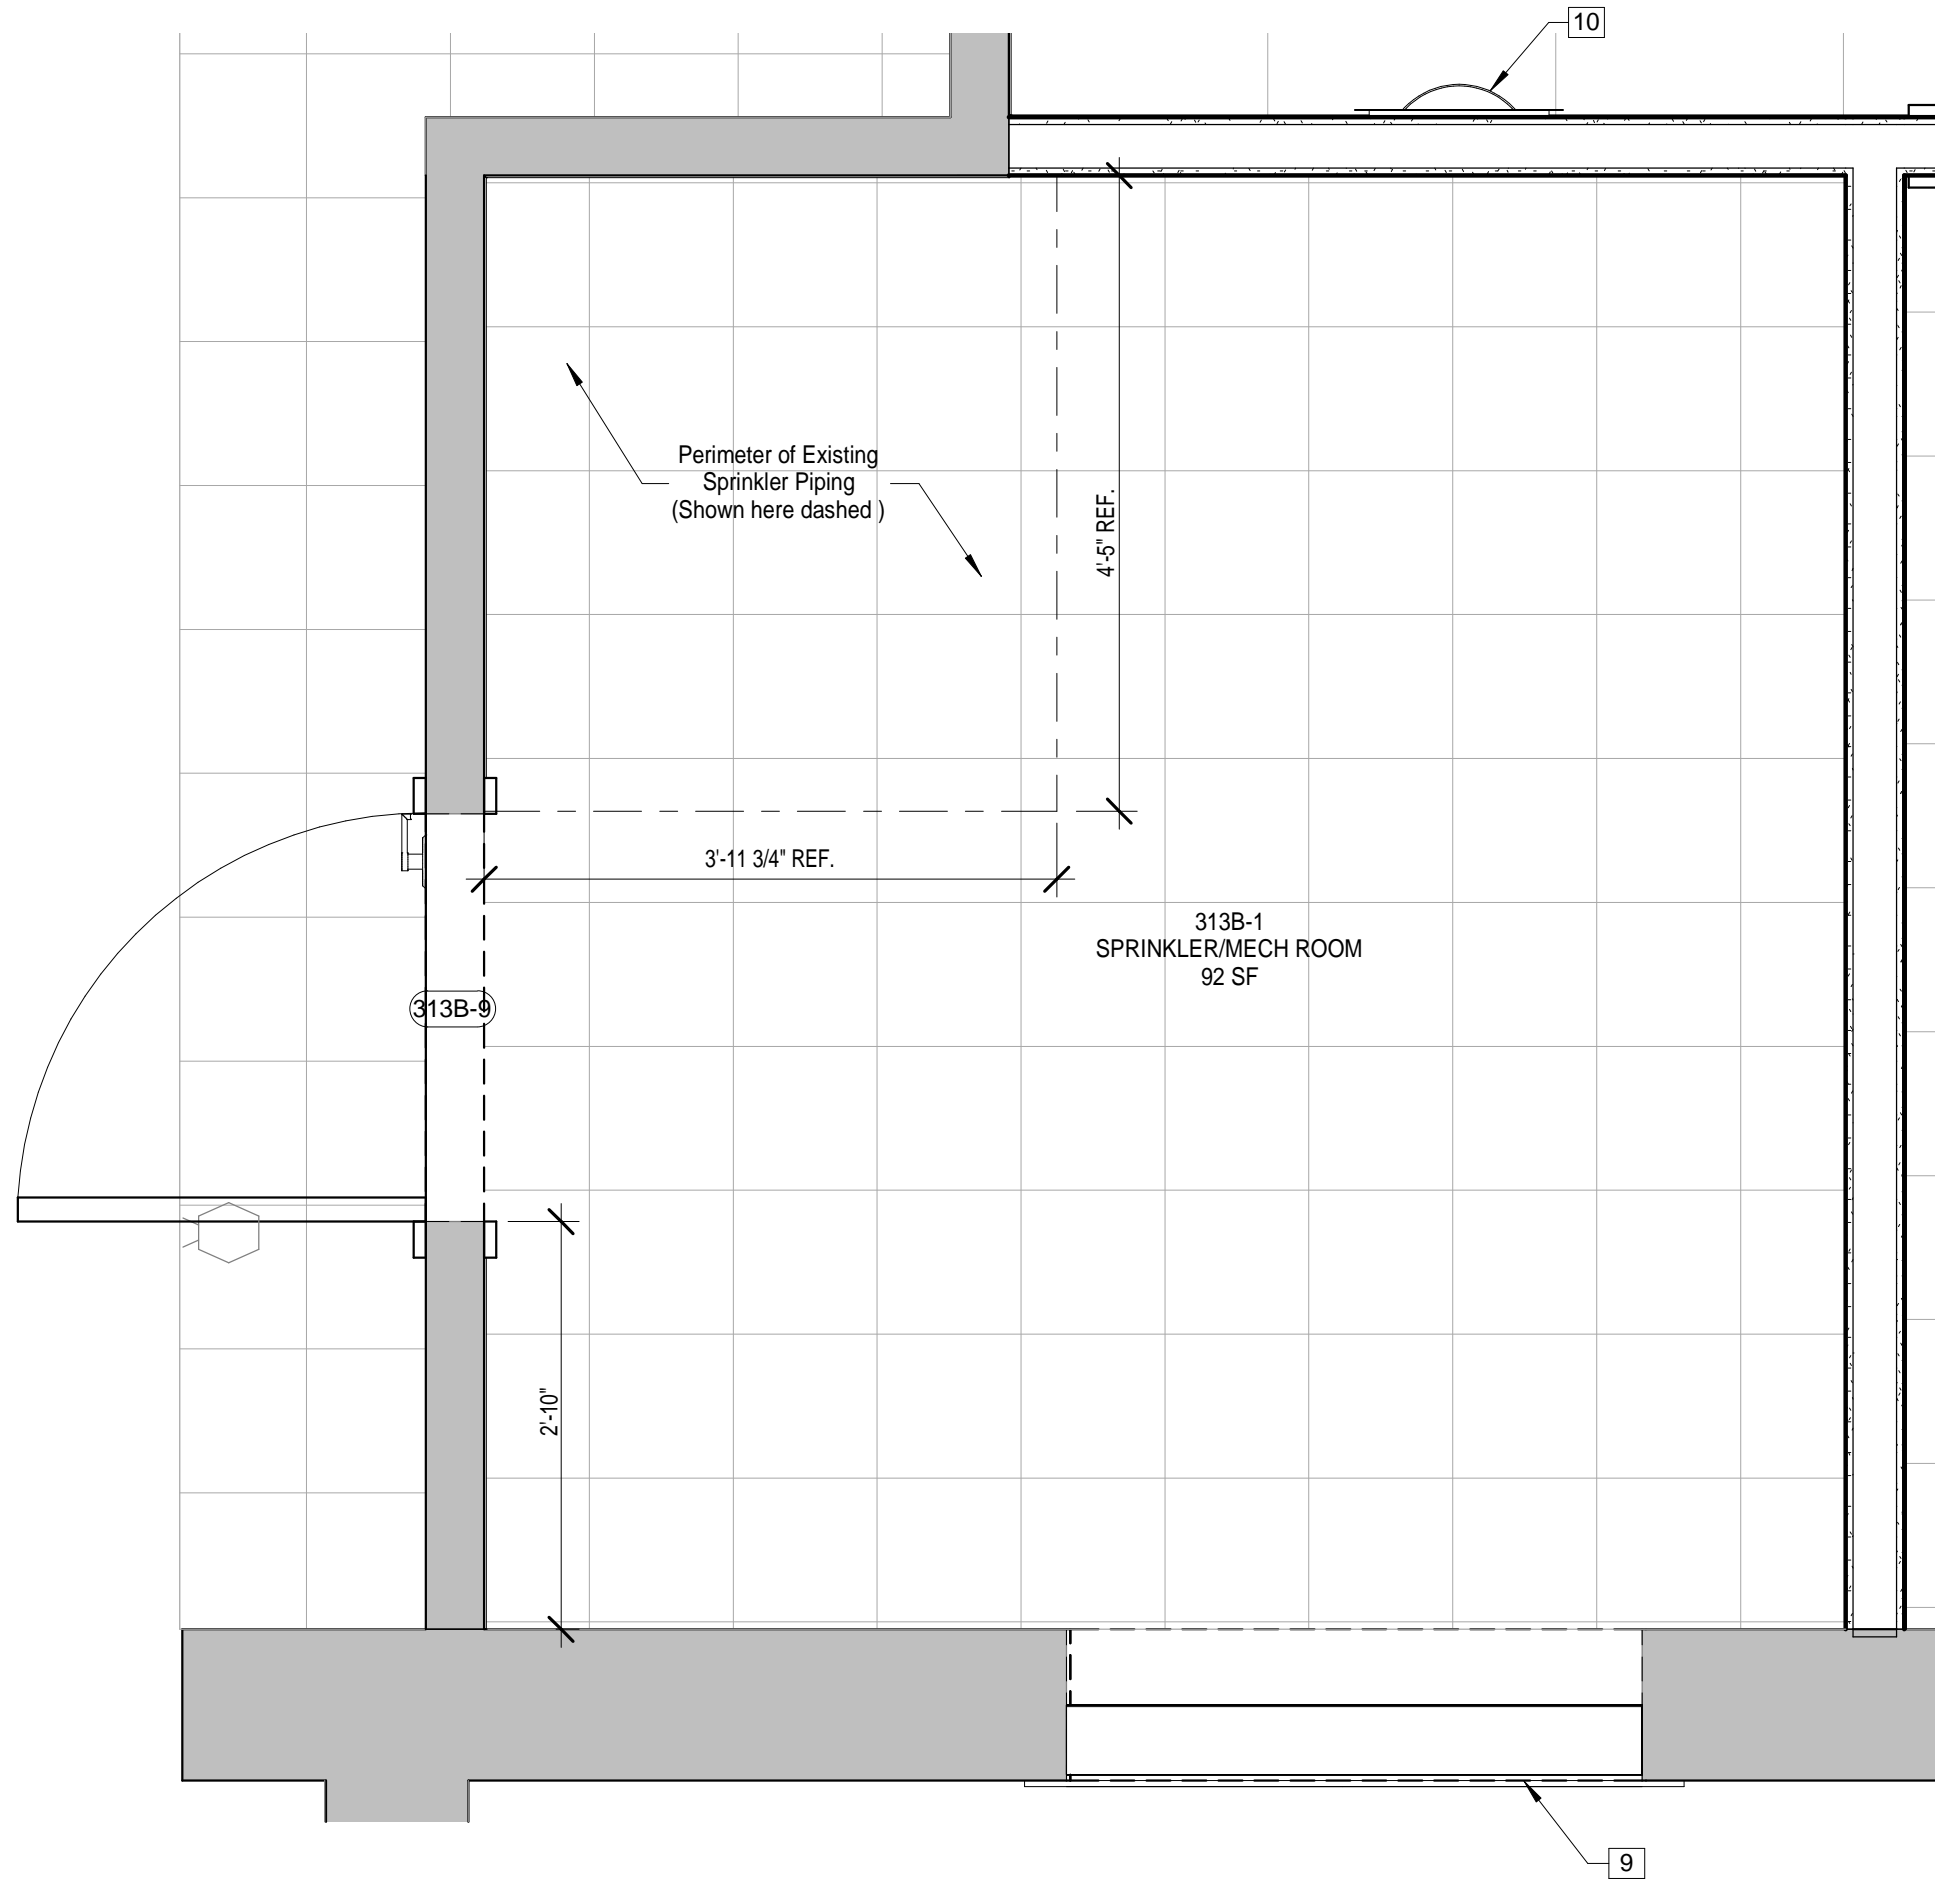 10
Perimeter of Existing
Sprinkler Piping
(Shown here dashed )
4'-5" REF.
3'-11 3/4" REF.
313B-1
SPRINKLER/MECH ROOM
92 SF
313B-9
2'-10"
9